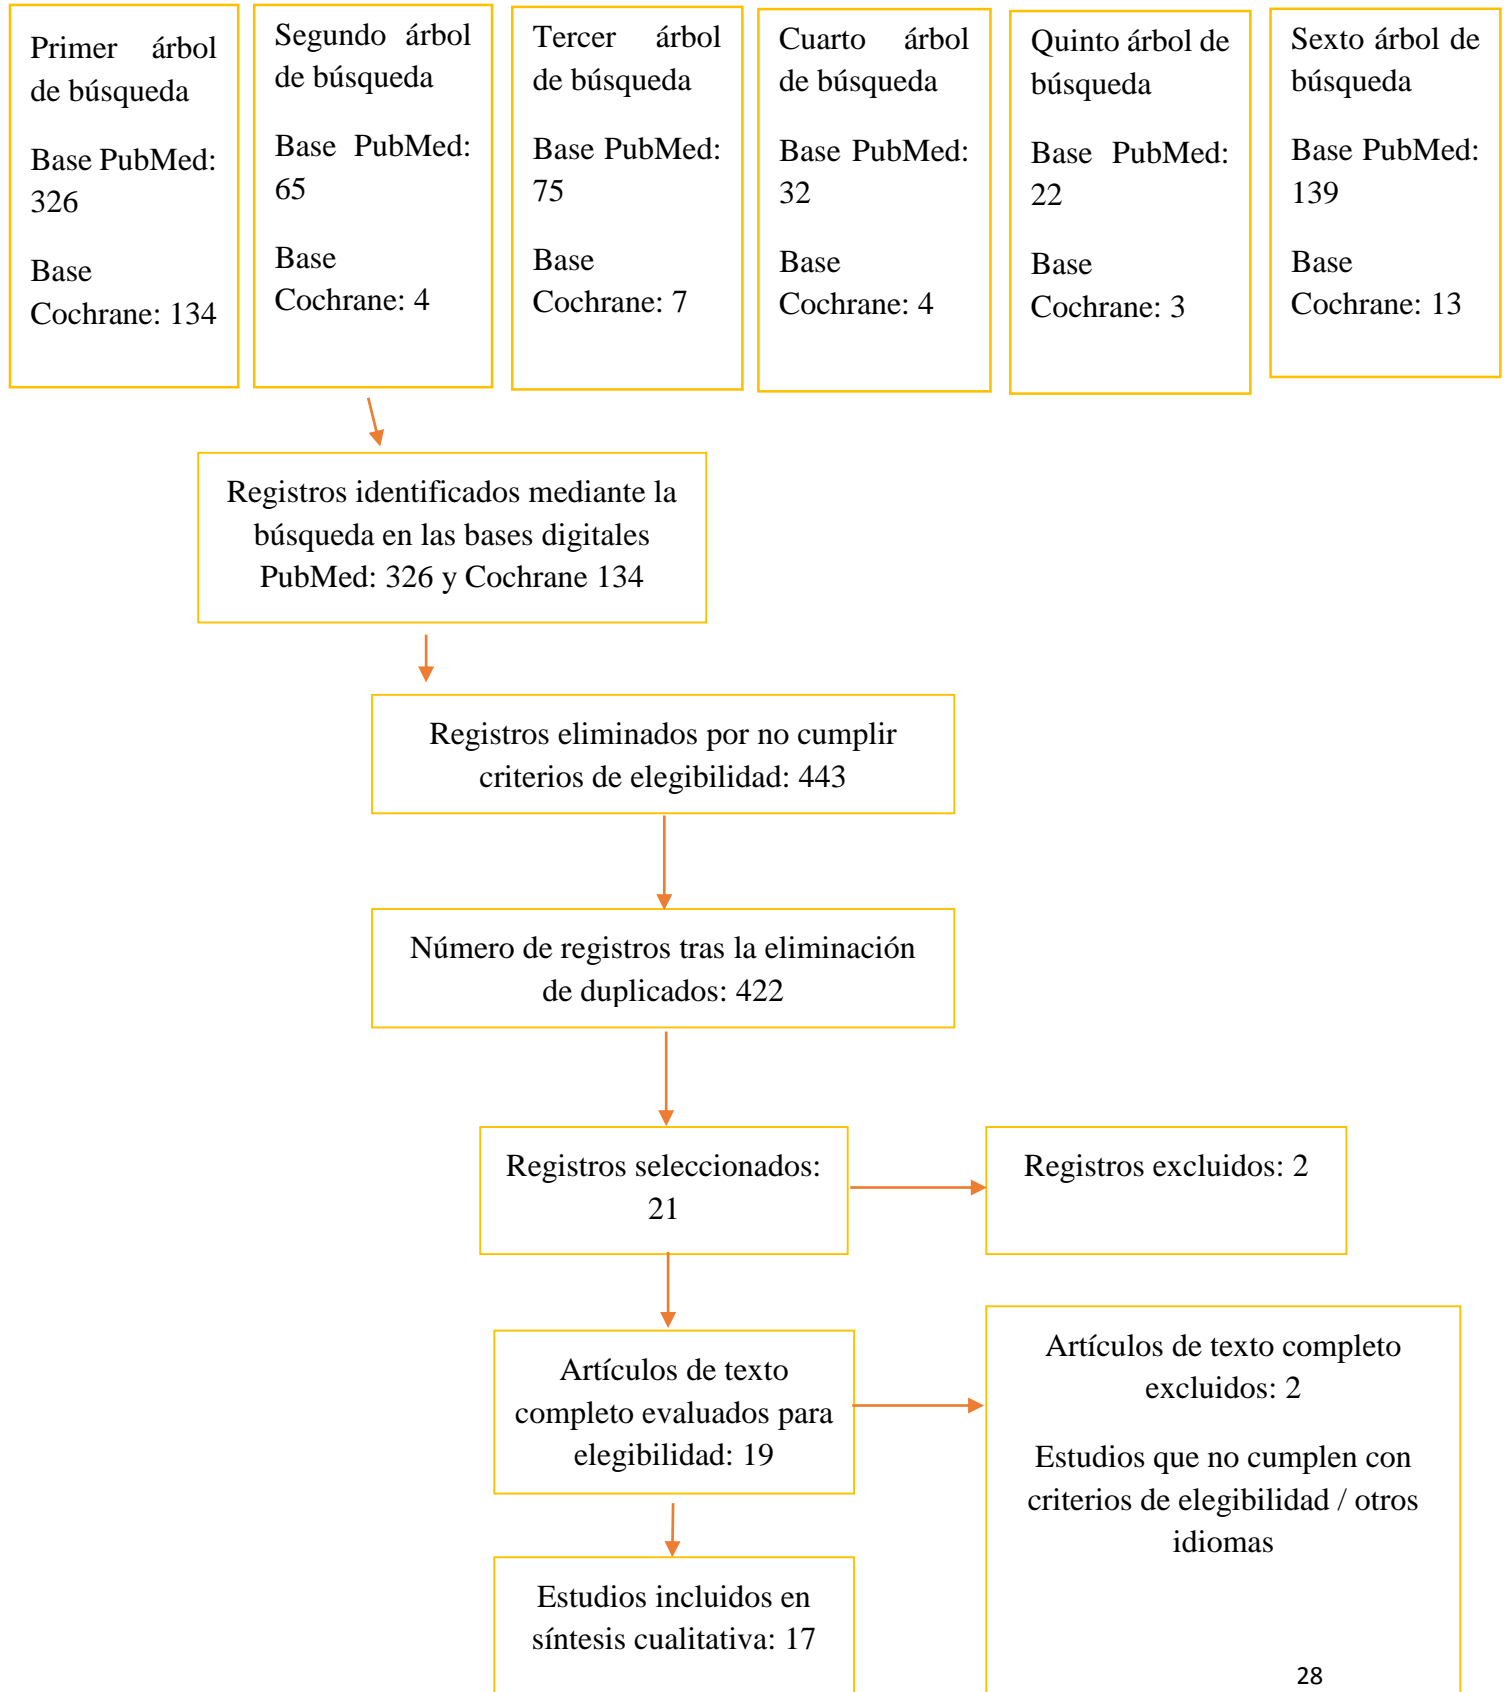 Primer árbol
de búsqueda
Base PubMed:
326
Base
Cochrane: 134
Segundo árbol
de búsqueda
Base PubMed:
65
Base
Cochrane: 4
Tercer árbol
de búsqueda
Base PubMed:
75
Base
Cochrane: 7
Cuarto árbol
de búsqueda
Base PubMed:
32
Base
Cochrane: 4
Quinto árbol de
búsqueda
Base PubMed:
22
Base
Cochrane: 3
Sexto árbol de
búsqueda
Base PubMed:
139
Base
Cochrane: 13
Registros identificados mediante la
búsqueda en las bases digitales
PubMed: 326 y Cochrane 134
Registros eliminados por no cumplir
criterios de elegibilidad: 443
Número de registros tras la eliminación
de duplicados: 422
Registros seleccionados:
21
Registros excluidos: 2
Artículos de texto
completo evaluados para
elegibilidad: 19
Artículos de texto completo
excluidos: 2
Estudios que no cumplen con
criterios de elegibilidad / otros
idiomas
Estudios incluidos en
síntesis cualitativa: 17
28